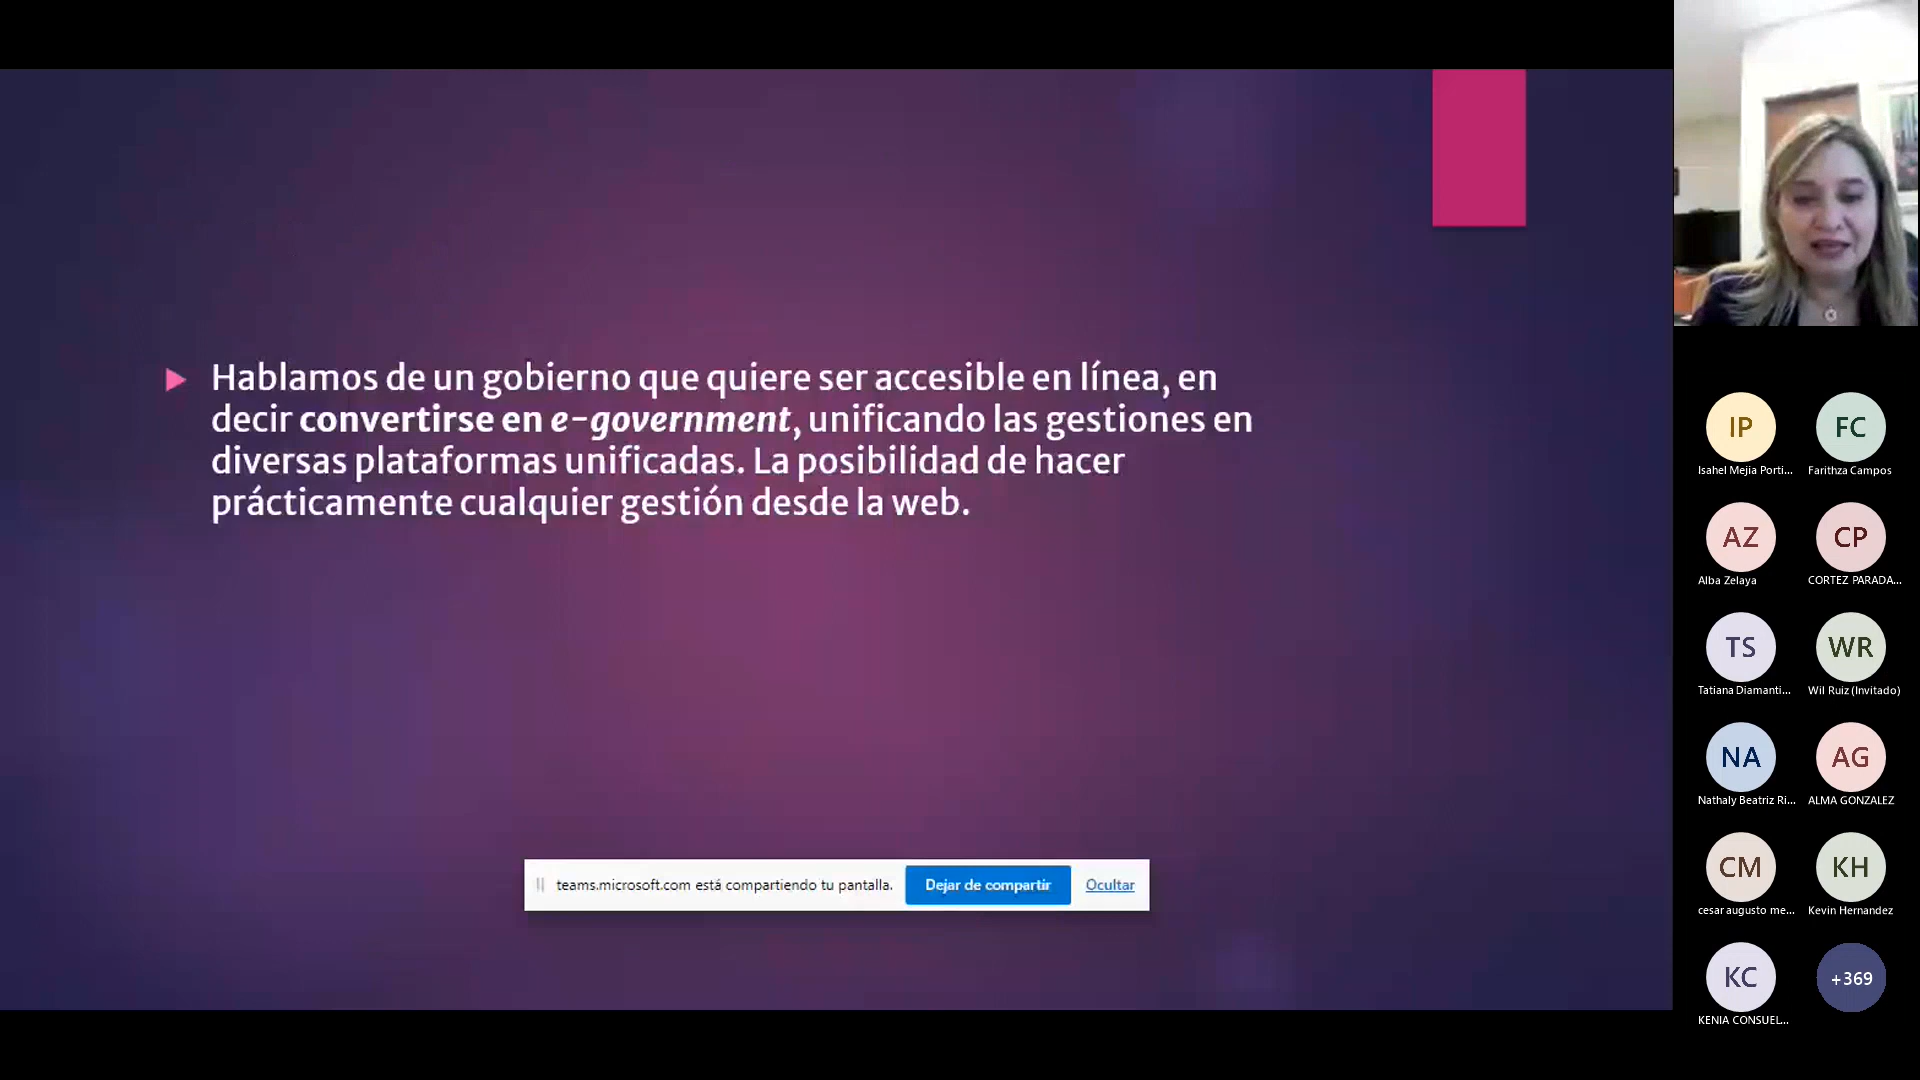 Hablamos de un gobierno que quiere ser accesible en línea, en
decir convertirse en e-government, unificando las gestiones en
diversas plataformas unificadas. La posibilidad de hacer
prácticamente cualquier gestión desde la web.
teams.microsoft.com está compartiendo tu pantalla.
Dejar de compartir
Ocultar
IP
FC
Isahel Mejia Porti...
Farithza Campos
AZ
CP
Alba Zelaya
CORTEZ PARADA...
TS
WR
Tatiana Diamanti...
Wil Ruiz (Invitado)
NA
AG
Nathaly Beatriz Ri...
ALMA GONZALEZ
CM
KH
cesar augusto me...
Kevin Hernandez
KC
+369
KENIA CONSUEL...